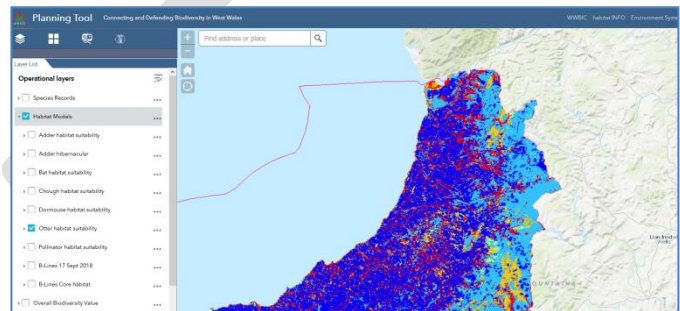 Planning Tool Connecting and Defending Biodiversity in West Wales
WWBIC habitat INFO Environment Syste
Find address or place
Layer List
Operational layers
Species Records
Habitat Models
Adder habitat suitability
Adder hibernacular
Bat habitat suitability
Chough habitat suitability
Dormouse habitat suitability
Otter habitat suitability
Pollinator habitat suitability
B-Lines 17 Sept 2018
B-Lines Core habitat
Overall Biodiversity Value